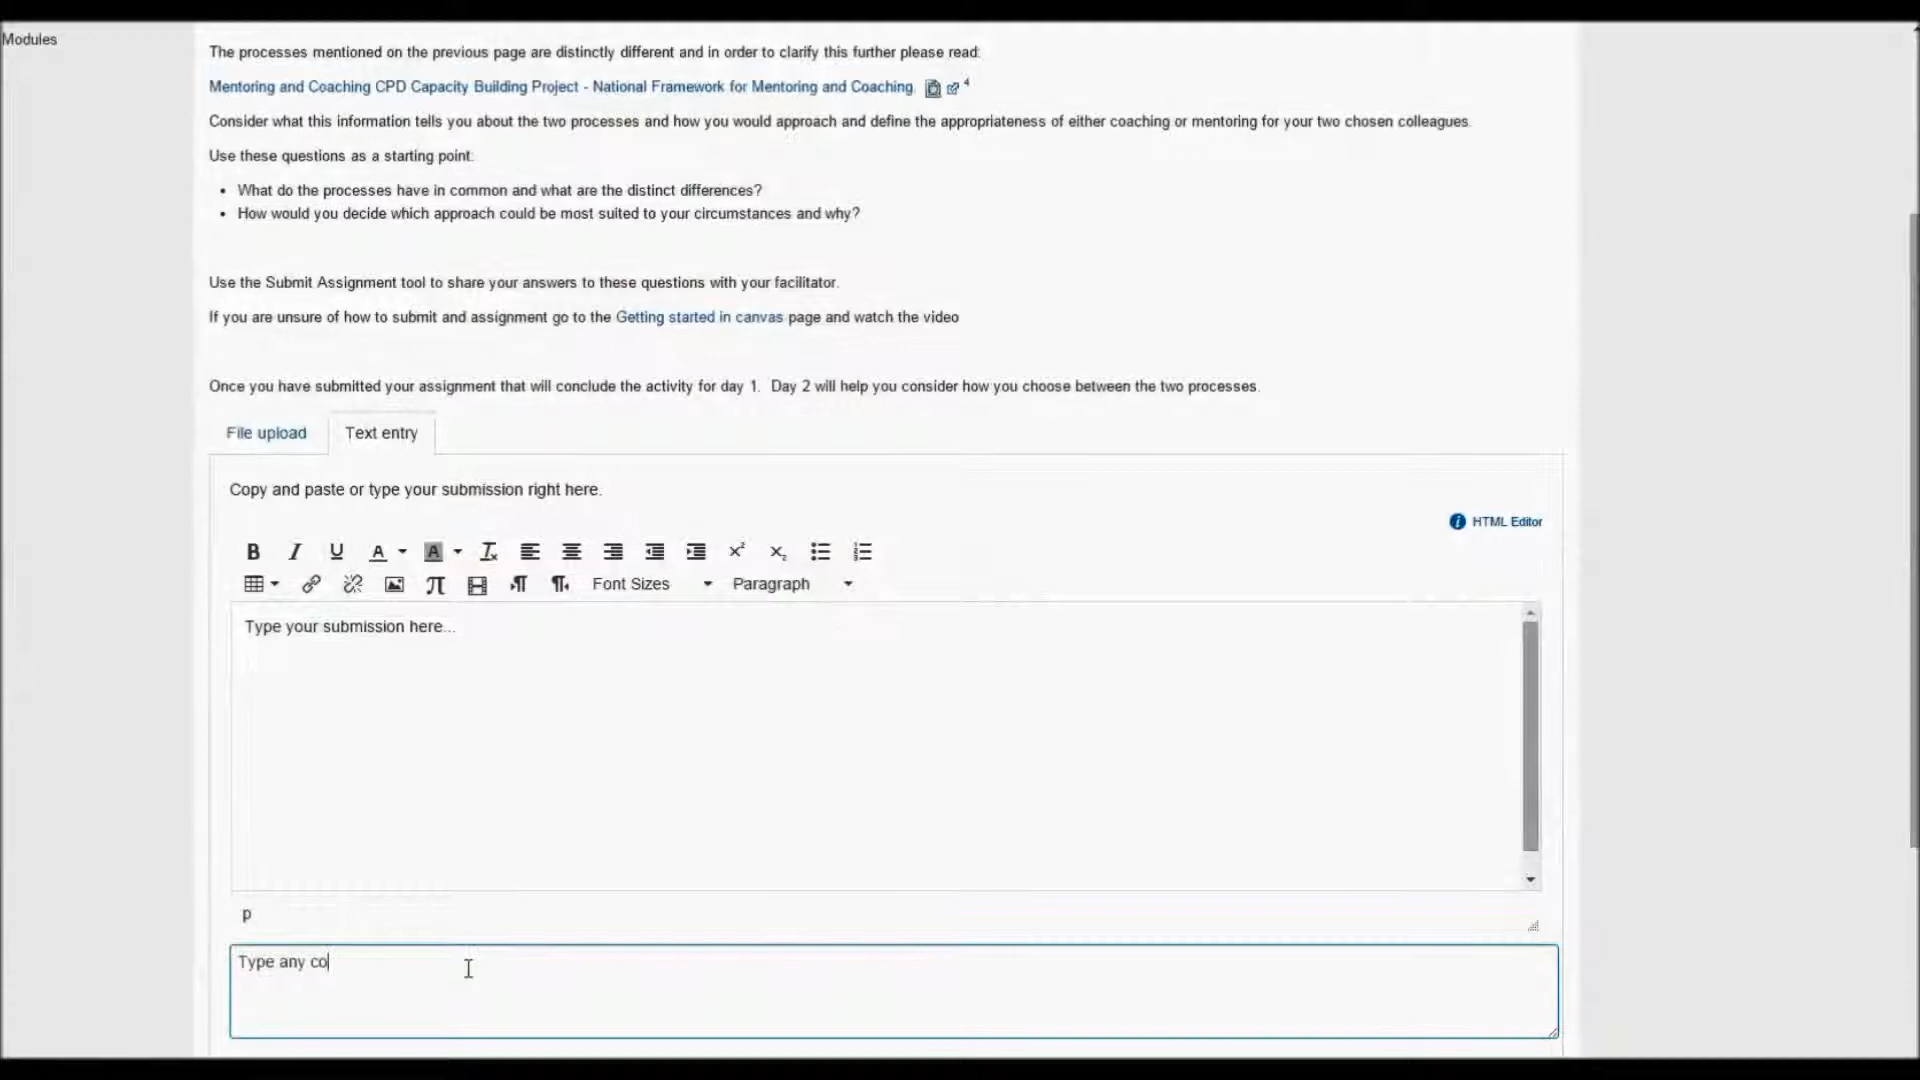 Modules
The processes mentioned on the previous page are distinctly different and in order to clarify this further please read:
Mentoring and Coaching CPD Capacity Building Project - National Framework for Mentoring and Coaching. 4
Consider what this information tells you about the two processes and how you would approach and define the appropriateness of either coaching or mentoring for your two chosen colleagues.
Use these questions as a starting point:
• What do the processes have in common and what are the distinct differences?
• How would you decide which approach could be most suited to your circumstances and why?
Use the Submit Assignment tool to share your answers to these questions with your facilitator.
If you are unsure of how to submit and assignment go to the Getting started in canvas page and watch the video
Once you have submitted your assignment that will conclude the activity for day 1. Day 2 will help you consider how you choose between the two processes.
File upload Text entry
Copy and paste or type your submission right here.
HTML Editor
Font Sizes Paragraph
Type your submission here...
p
Type any co